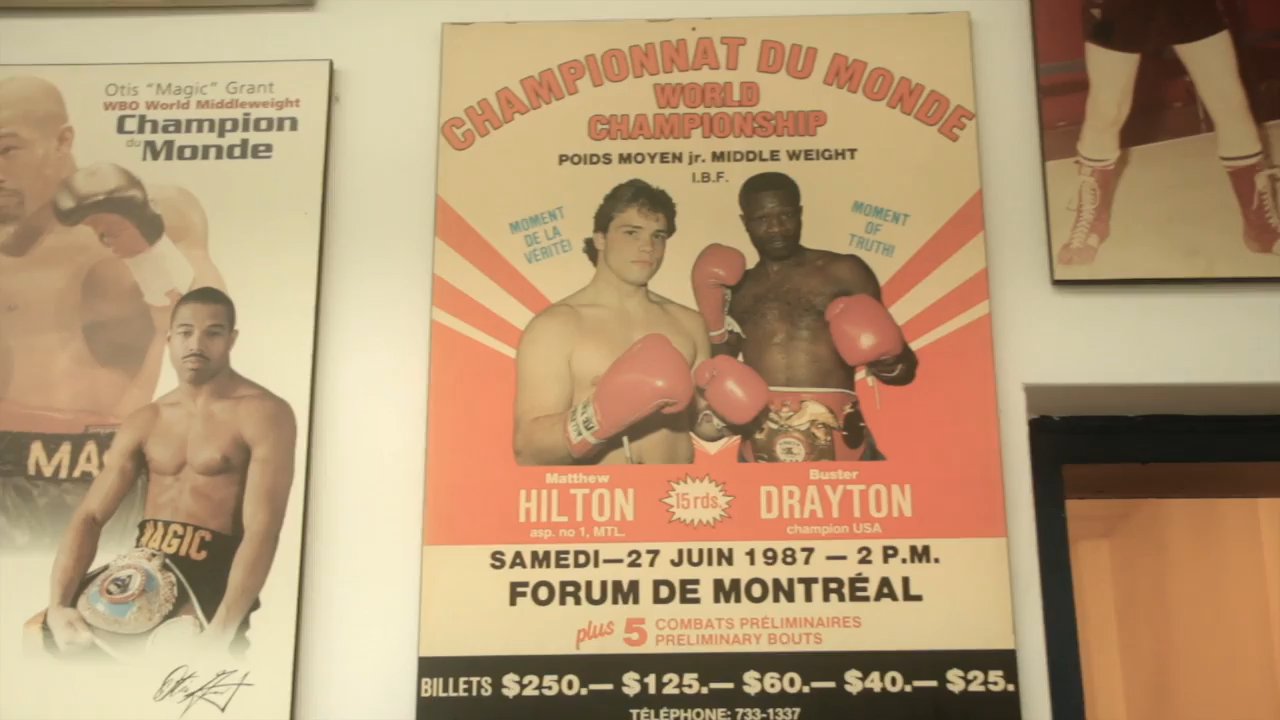 Otis "Magic" Grant
WBO World Middleweight
Champion
du Monde
MAGIC
CHAMPIONNAT DU MONDE
WORLD
CHAMPIONSHIP
POIDS MOYEN jr. MIDDLE WEIGHT
I.B.F.
MOMENT
DE LA
VÉRITÉ!
MOMENT
OF
TRUTH!
Matthew
HILTON
asp. no 1, MTL.
15 rds.
Buster
DRAYTON
champion USA
SAMEDI—27 JUIN 1987 — 2 P.M.
FORUM DE MONTRÉAL
plus 5 COMBATS PRÉLIMINAIRES
PRELIMINARY BOUTS
BILLETS $250.— $125.— $60.— $40.— $25.
TÉLÉPHONE: 733-1337